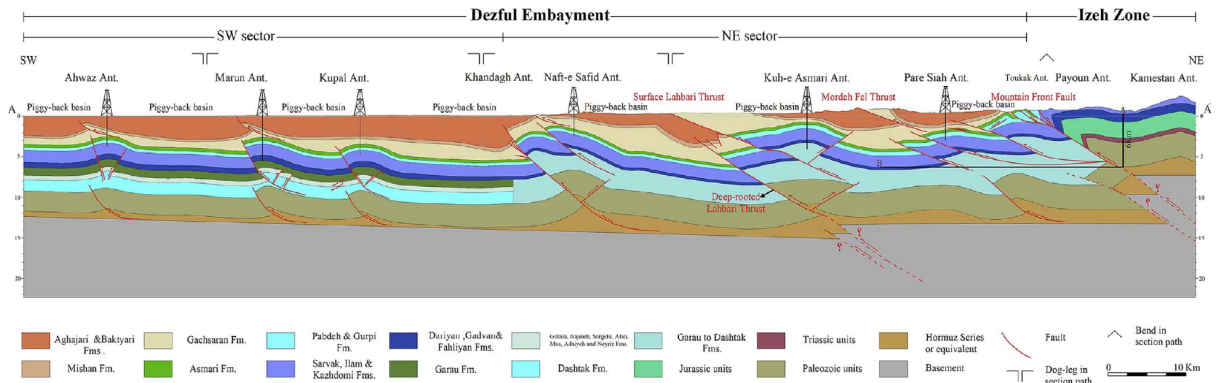 Dezful Embayment
Izeh Zone
SW sector
NE sector
SW
NE
Ahwaz Ant.
Marun Ant.
Kupal Ant.
Khandagh Ant.
Naft-e Safid Ant.
Kuh-e Asmari Ant.
Pare Siah Ant.
Toukak Ant.
Payoun Ant.
Kamestan Ant.
Piggy-back basin
Piggy-back basin
Piggy-back basin
Piggy-back basin
Piggy-back basin
Surface Lahbari Thrust
Piggy-back basin
Mordeh Fel Thrust
Piggy-back basin
Mountain Front Fault
A
A
0
5
10
15
20
0
5
10
15
20
B
Deep-rooted
Lahbari Thrust
?
?
?
?
Aghajari &Baktyari
Fms .
Gachsaran Fm.
Pabdeh & Gurpi
Fm.
Dariyan ,Gadvan&
Fahliyan Fms.
Garau to Dashtak
Fms.
Triassic units
Hormuz Series
or equivalent
Fault
Bend in
section path
Mishan Fm.
Asmari Fm.
Sarvak, Ilam &
Kazhdomi Fms.
Garau Fm.
Dashtak Fm.
Jurassic units
Paleozoic units
Basement
Dog-leg in
section path
0
10 Km